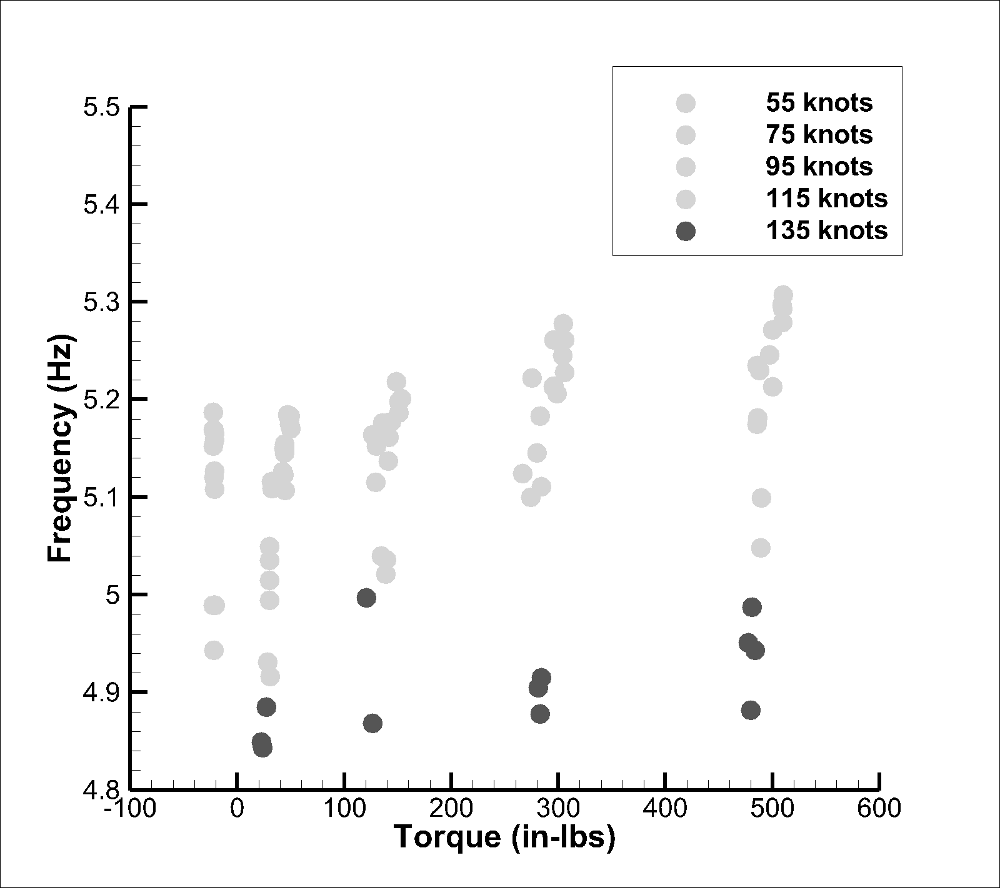 55 knots
75 knots
95 knots
115 knots
135 knots
5.5
5.4
5.3
5.2
5.1
5
4.9
4.8
Frequency (Hz)
-100 0 100 200 300 400 500 600
Torque (in-lbs)